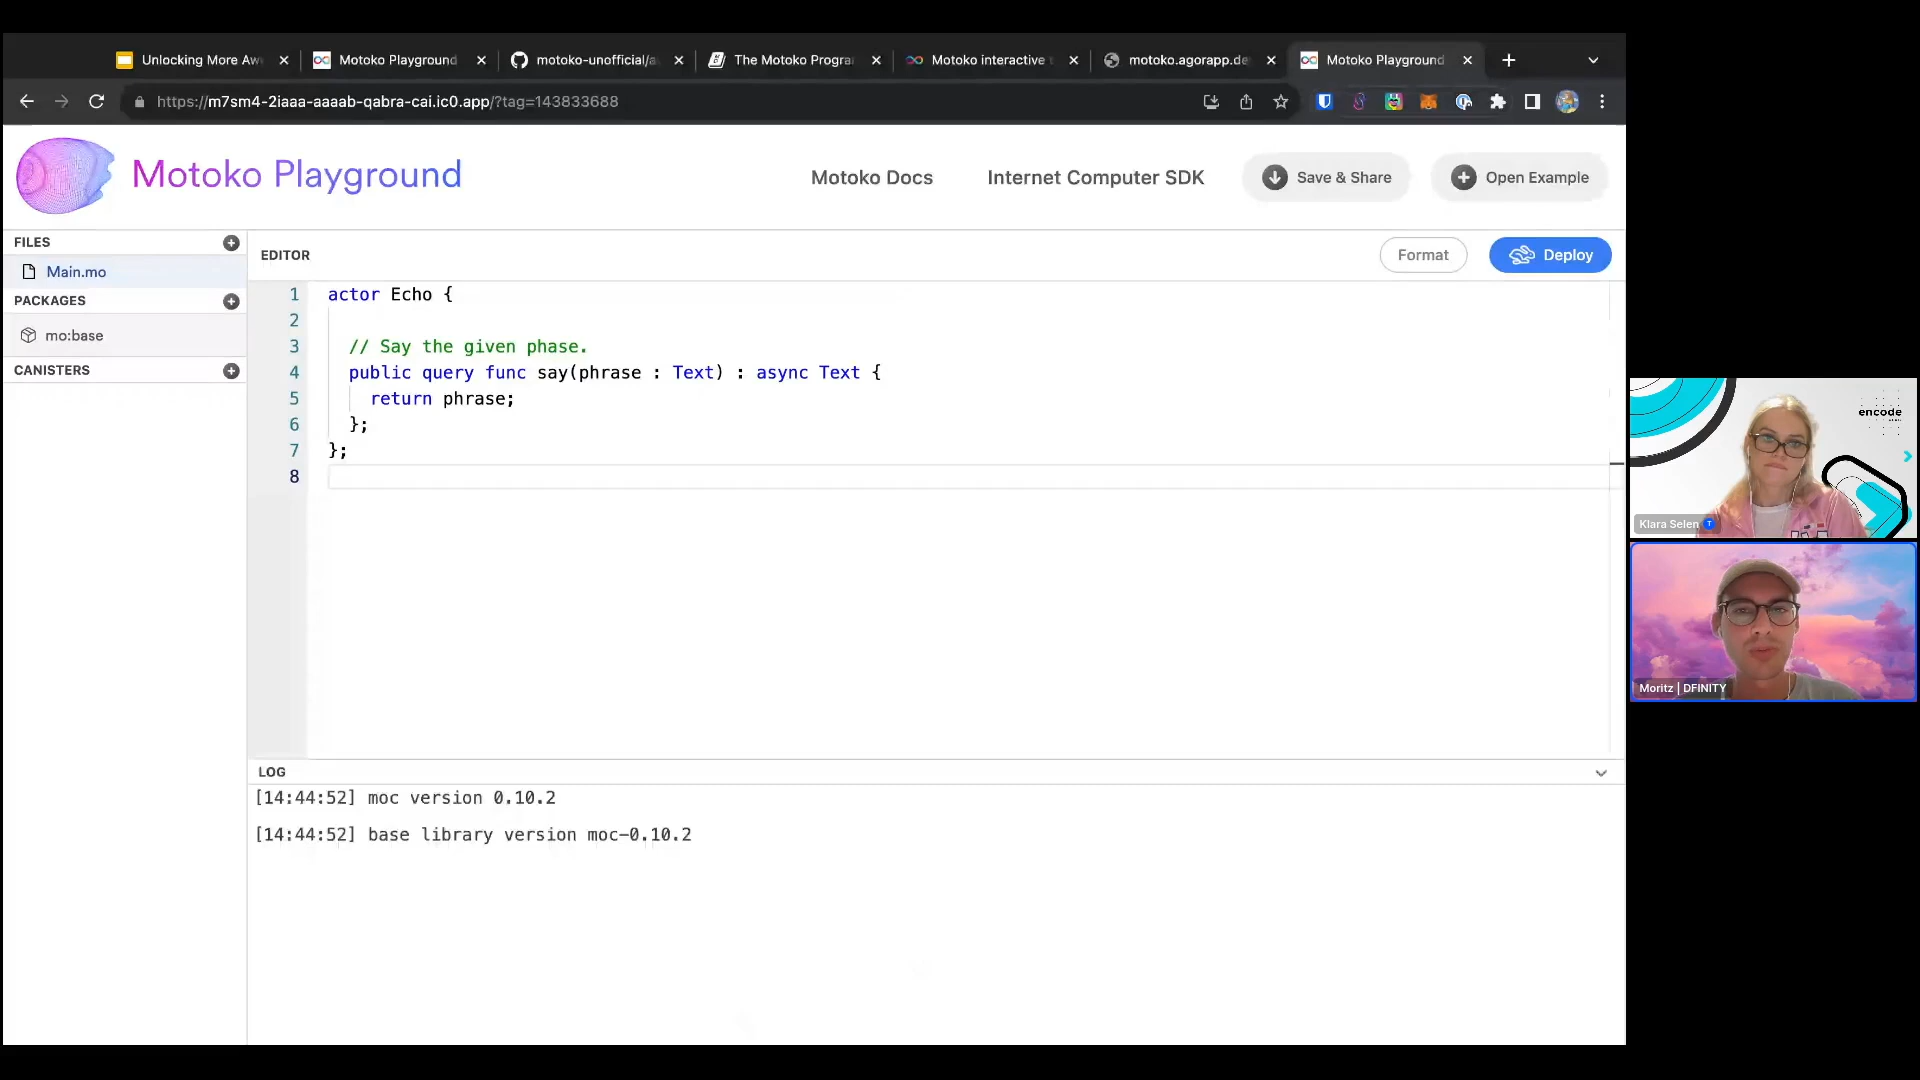 Unlocking More Aw
Motoko Playground
motoko-unofficial/a
The Motoko Progra
Motoko interactive t
motoko.agorapp.de
Motoko Playground
https://m7sm4-2iaaa-aaaab-qabra-cai.ic0.app/?tag=143833688
Motoko Playground
Motoko Docs
Internet Computer SDK
Save & Share
Open Example
FILES
Main.mo
PACKAGES
mo:base
CANISTERS
EDITOR
Format
Deploy
1 actor Echo {
2
3 // Say the given phase.
4 public query func say(phrase : Text) : async Text {
5 return phrase;
6 };
7 };
8
LOG
[14:44:52] moc version 0.10.2
[14:44:52] base library version moc-0.10.2
encode
Klara Selen
Moritz | DFINITY